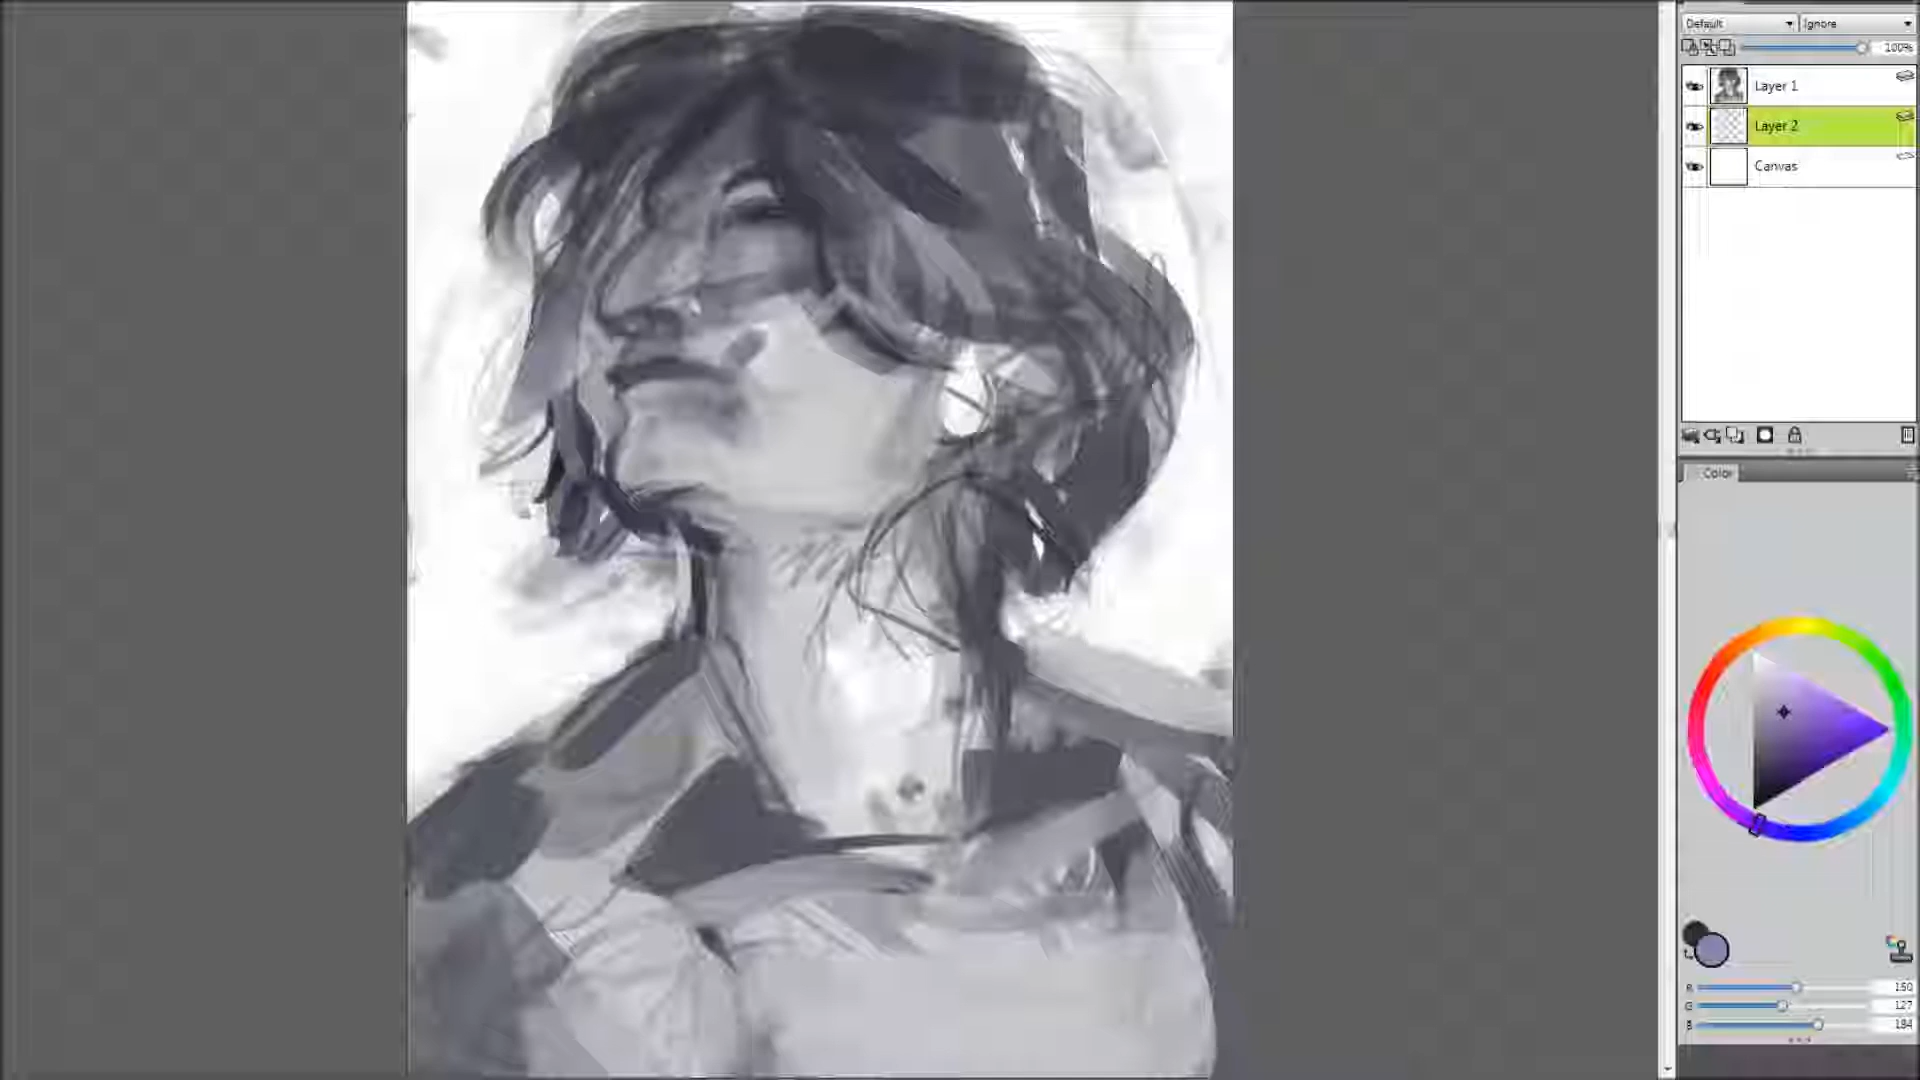 Default Ignore
100%
Layer 1
Layer 2
Canvas
Color
R 150
G 127
B 184